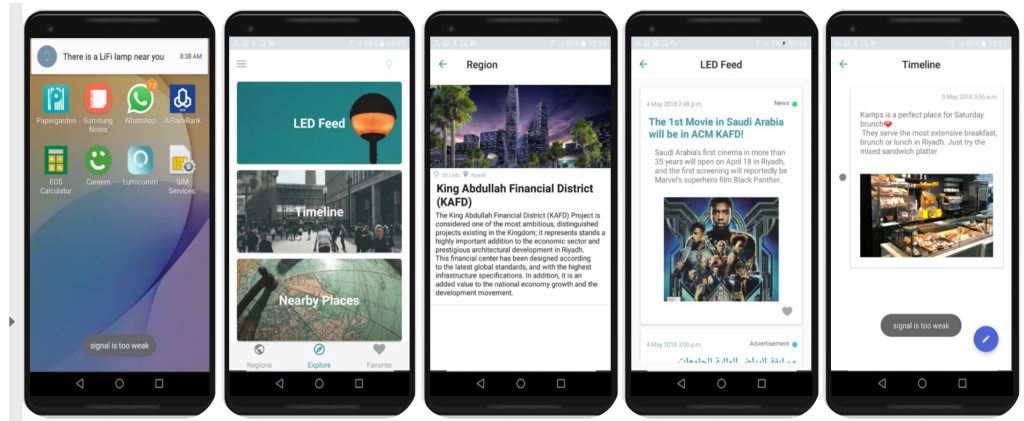 There is a LiFi lamp near you
8:38 AM
73
Papergarden
Samsung
Notes
WhatsApp
AlRajhiBank
EOS
Calculator
Careem
Lumicomm
SIM
Services
signal is too weak
LED Feed
Timeline
Nearby Places
Regions
Explore
Favorite
Region
Riyadh
King Abdullah Financial District
(KAFD)
The King Abdullah Financial District (KAFD) Project is
considered one of the most ambitious, distinguished
projects existing in the Kingdom; it represents stands a
highly important addition to the economic sector and
prestigious architectural development in Riyadh.
This financial center has been designed according
to the latest global standards, and with the highest
infrastructure specifications. In addition, it is an
added value to the national economy growth and the
development movement.
LED Feed
4 May 2018 2:48 p.m.
News
The 1st Movie in Saudi Arabia
will be in ACM KAFD!
Saudi Arabia's first cinema in more than
35 years will open on April 18 in Riyadh,
and the first screening will reportedly be
Marvel's superhero film Black Panther.
4 May 2018 3:00 p.m.
Advertisement
Timeline
5 May 2018 3:56 a.m.
Kamps is a perfect place for Saturday
brunch❤
They serve the most extensive breakfast,
brunch or lunch in Riyadh. Just try the
mixed sandwich platter
signal is too weak